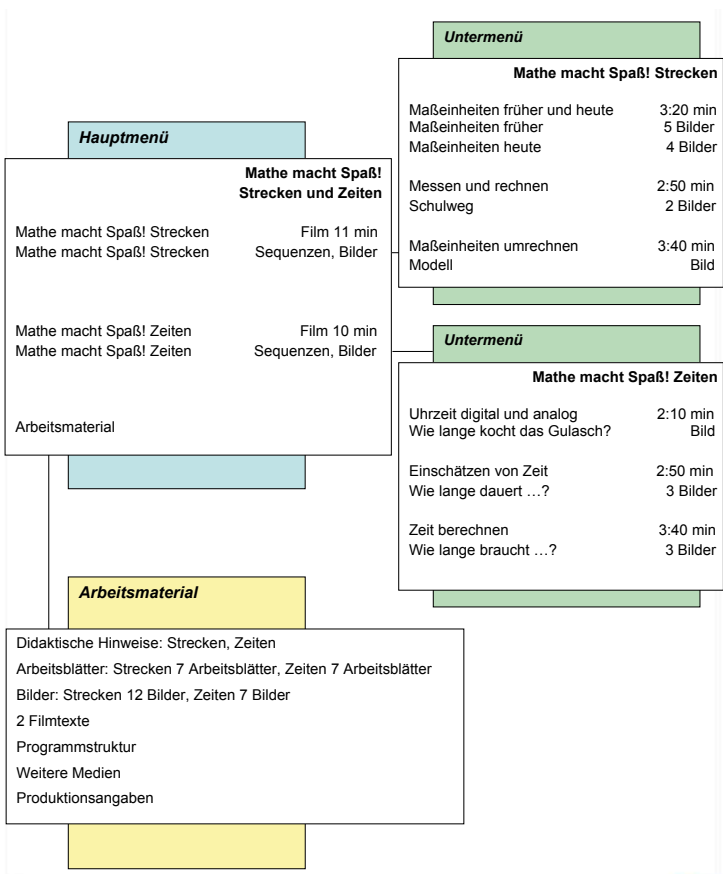 Hauptmenü
Mathe macht Spaß!
Strecken und Zeiten
Mathe macht Spaß! Strecken Film 11 min
Mathe macht Spaß! Strecken Sequenzen, Bilder
Mathe macht Spaß! Zeiten Film 10 min
Mathe macht Spaß! Zeiten Sequenzen, Bilder
Arbeitsmaterial
Untermenü
Mathe macht Spaß! Strecken
Maßeinheiten früher und heute 3:20 min
Maßeinheiten früher 5 Bilder
Maßeinheiten heute 4 Bilder
Messen und rechnen 2:50 min
Schulweg 2 Bilder
Maßeinheiten umrechnen 3:40 min
Modell Bild
Untermenü
Mathe macht Spaß! Zeiten
Uhrzeit digital und analog 2:10 min
Wie lange kocht das Gulasch? Bild
Einschätzen von Zeit 2:50 min
Wie lange dauert …? 3 Bilder
Zeit berechnen 3:40 min
Wie lange braucht …? 3 Bilder
Arbeitsmaterial
Didaktische Hinweise: Strecken, Zeiten
Arbeitsblätter: Strecken 7 Arbeitsblätter, Zeiten 7 Arbeitsblätter
Bilder: Strecken 12 Bilder, Zeiten 7 Bilder
2 Filmtexte
Programmstruktur
Weitere Medien
Produktionsangaben